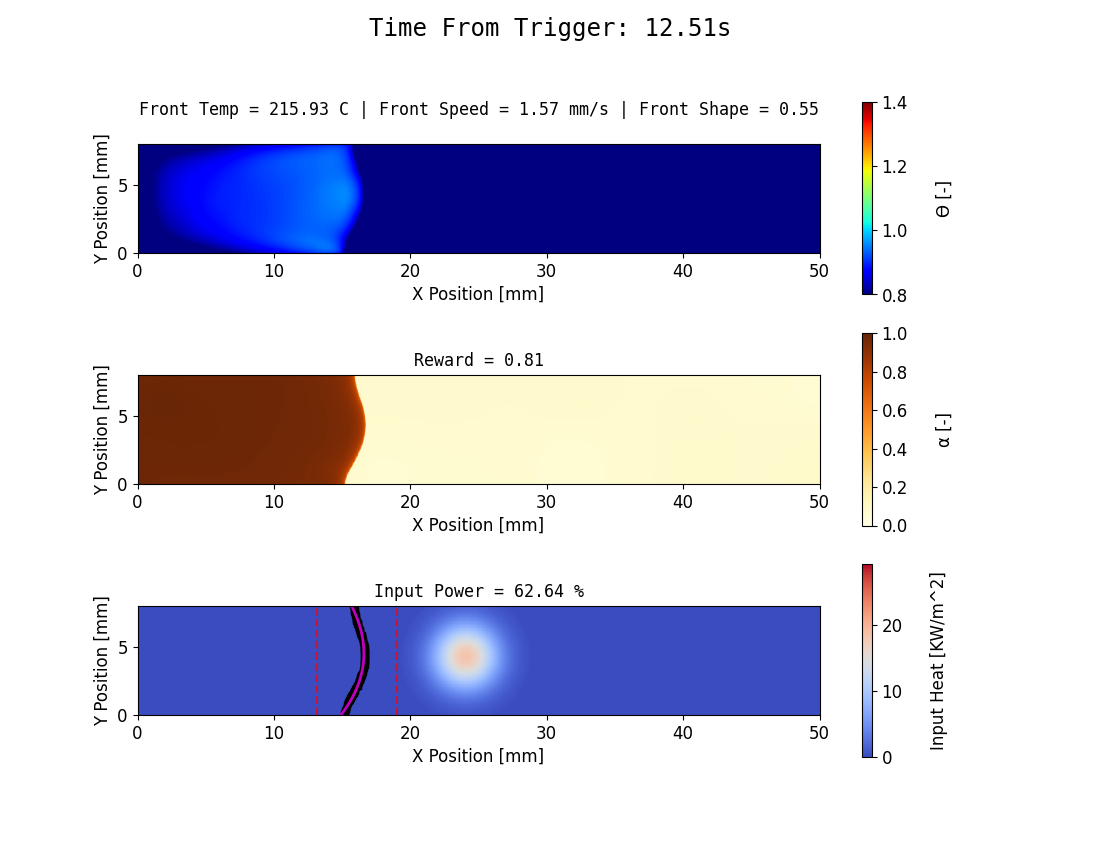 Time From Trigger: 12.51s
Front Temp = 215.93 C | Front Speed = 1.57 mm/s | Front Shape = 0.55
Y Position [mm]
5
0
0 10 20 30 40 50
X Position [mm]
1.4
1.2
1.0
0.8
Θ [-]
Reward = 0.81
Y Position [mm]
5
0
0 10 20 30 40 50
X Position [mm]
1.0
0.8
0.6
0.4
0.2
0.0
α [-]
Input Power = 62.64 %
Y Position [mm]
5
0
0 10 20 30 40 50
X Position [mm]
20
10
0
Input Heat [KW/m^2]